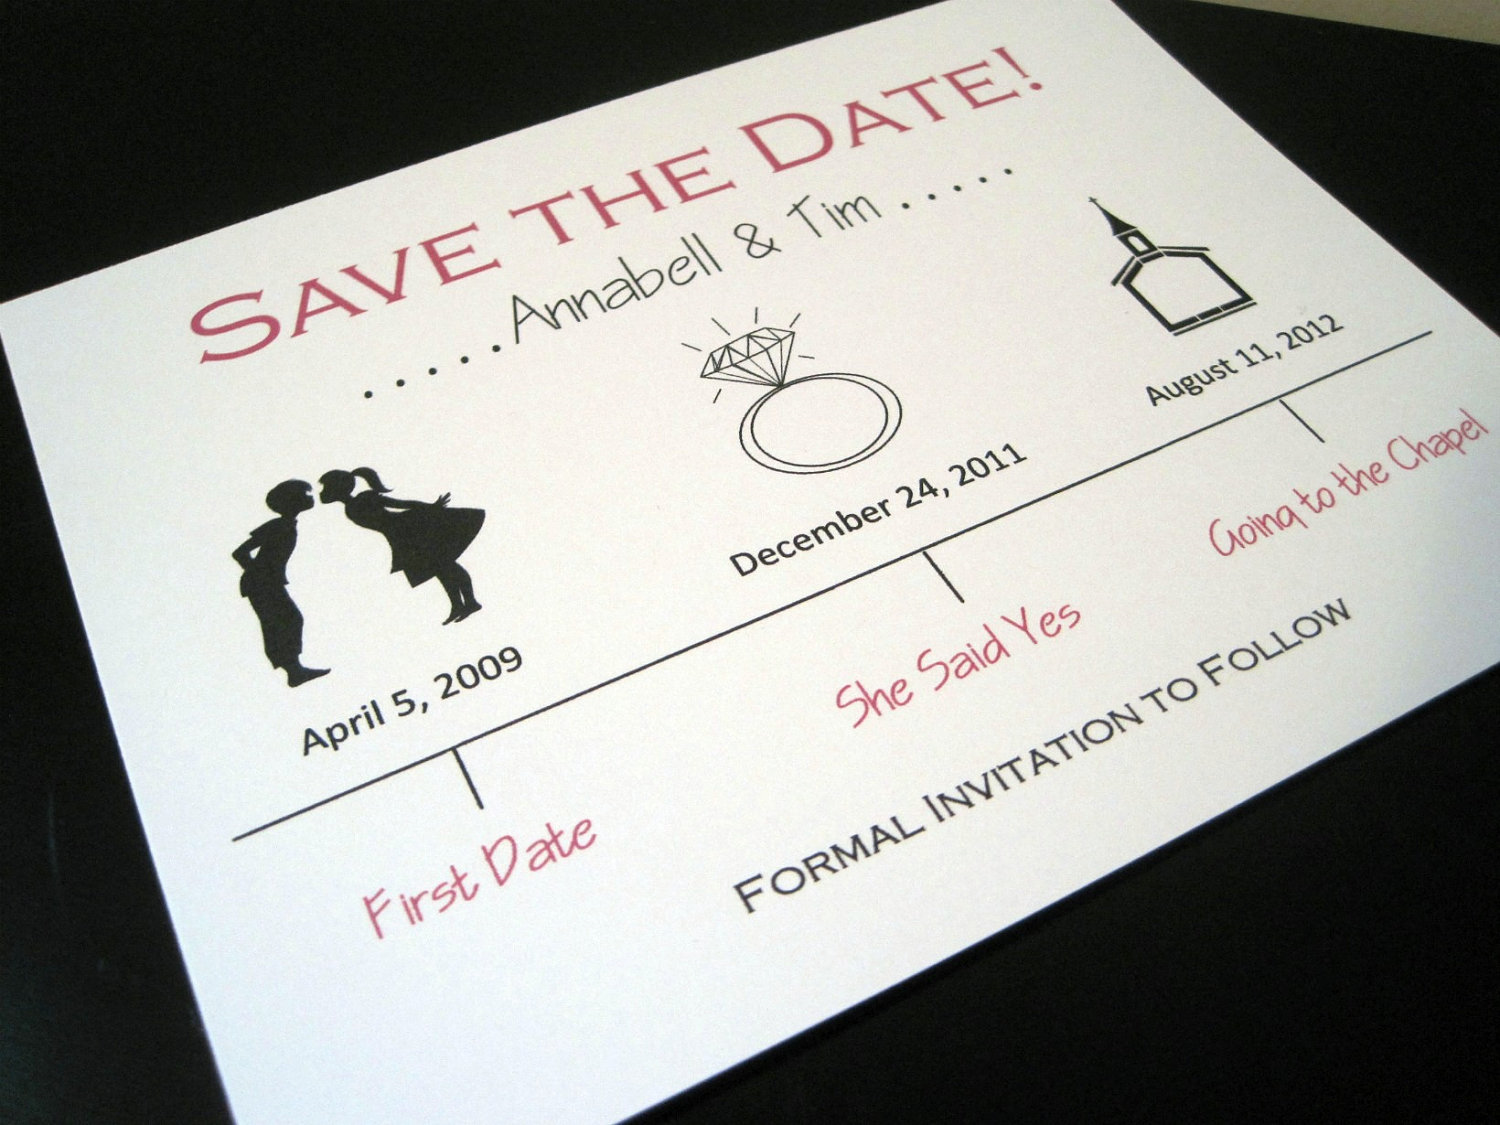 SAVE THE DATE!
.....Annabell & Tim.....
April 5, 2009
December 24, 2011
August 11, 2012
First Date
She Said Yes
Going to the Chapel
FORMAL INVITATION TO FOLLOW